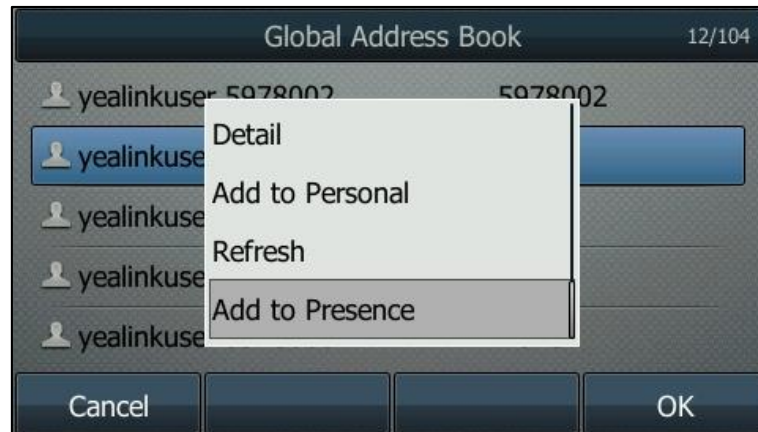 Global Address Book 12/104
yealinkuser 5978002 5978002
yealinkuse
Detail
Add to Personal
yealinkuse
Refresh
yealinkuse
Add to Presence
yealinkuse
Cancel OK